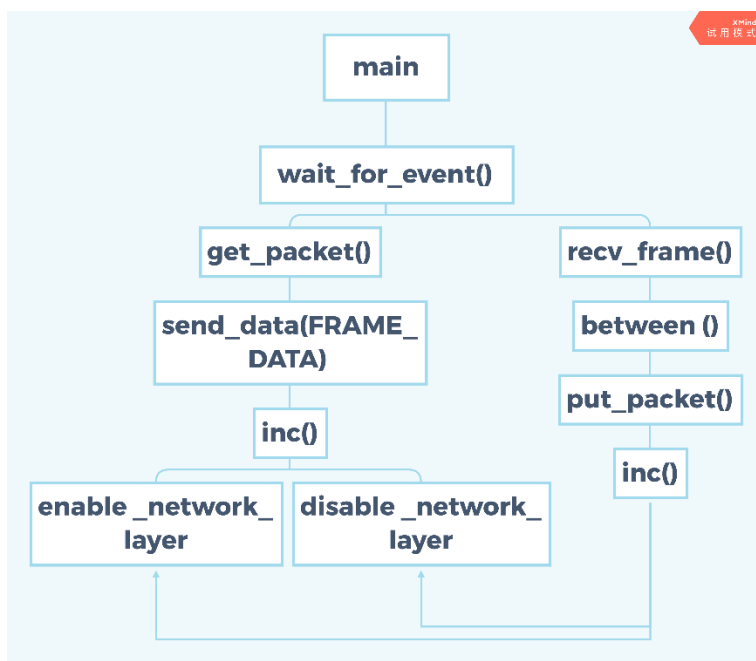 XMind
试用模式
main
wait_for_event()
get_packet()
recv_frame()
send_data(FRAME_
DATA)
between ()
put_packet()
inc()
inc()
enable _network_
layer
disable _network_
layer